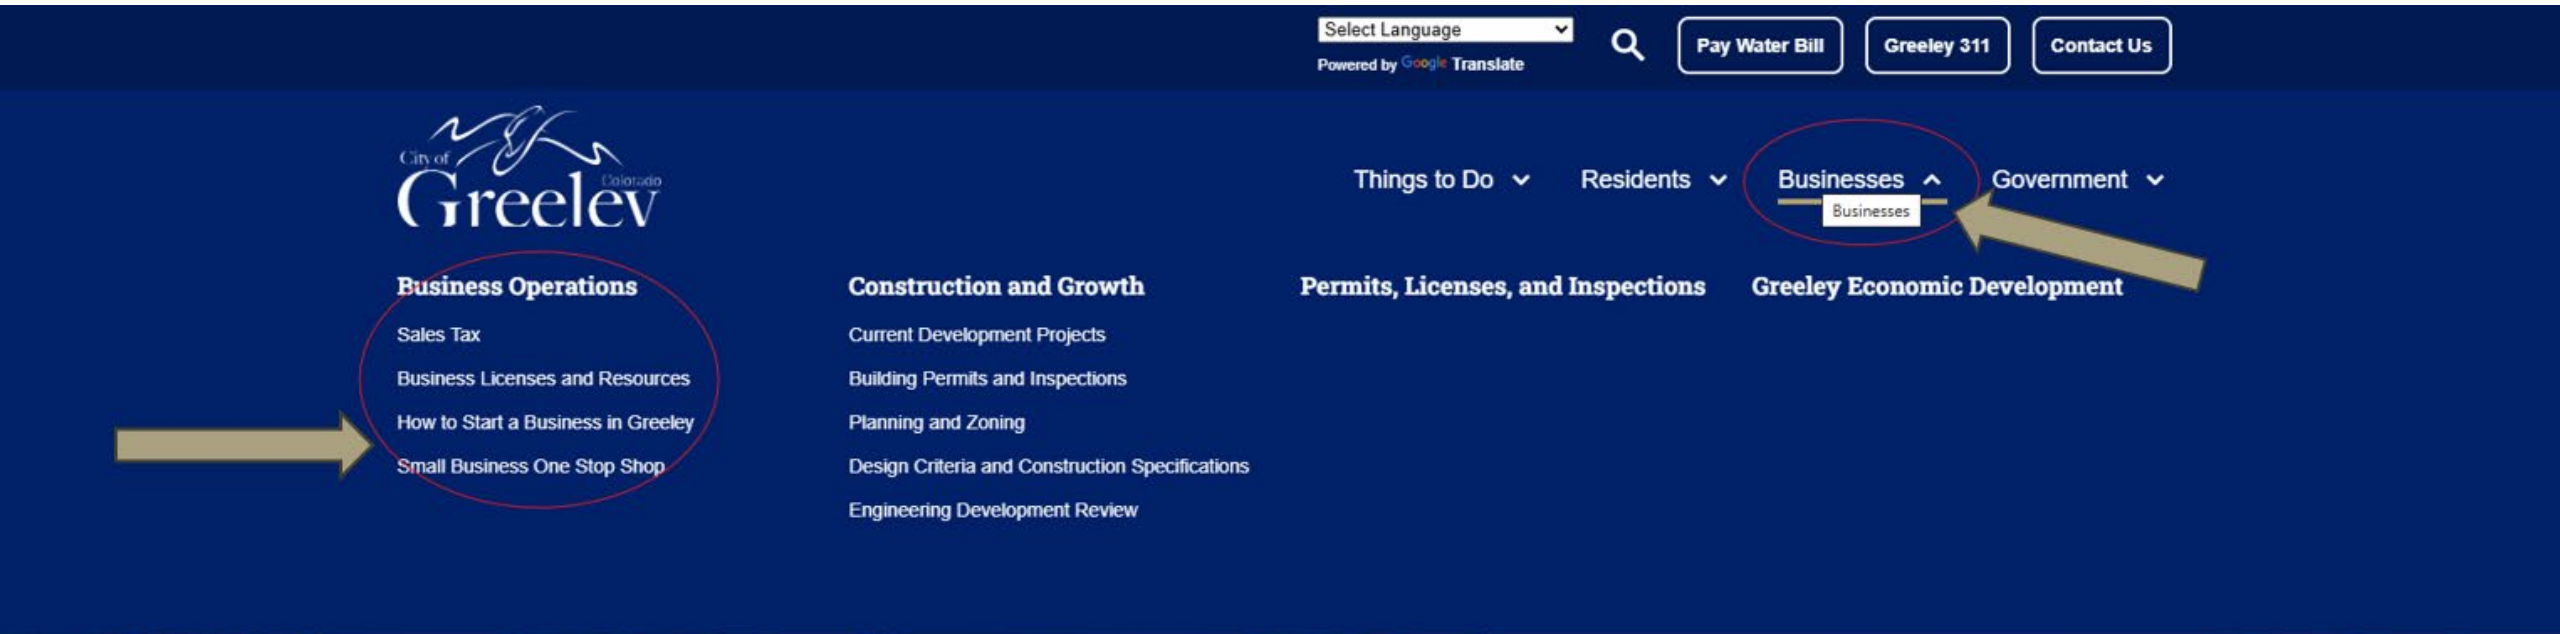 Select Language
Powered by Google Translate
Pay Water Bill
Greeley 311
Contact Us
City of
Greeley
Colorado
Things to Do
Residents
Businesses
Government
Businesses
Business Operations
Sales Tax
Business Licenses and Resources
How to Start a Business in Greeley
Small Business One Stop Shop
Construction and Growth
Current Development Projects
Building Permits and Inspections
Planning and Zoning
Design Criteria and Construction Specifications
Engineering Development Review
Permits, Licenses, and Inspections
Greeley Economic Development